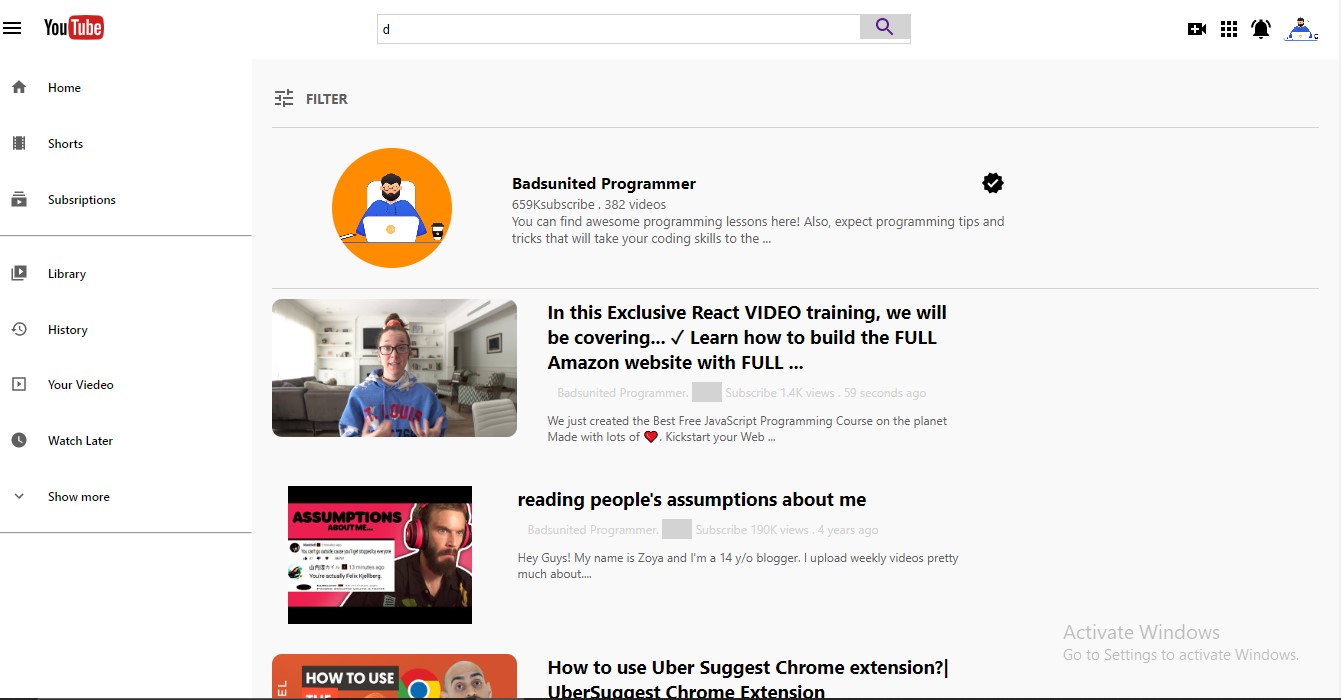 YouTube
d
Home
Shorts
Subsriptions
Library
History
Your Viedeo
Watch Later
Show more
FILTER
Badsunited Programmer
659Ksubscribe . 382 videos
You can find awesome programming lessons here! Also, expect programming tips and
tricks that will take your coding skills to the ...
In this Exclusive React VIDEO training, we will
be covering... ✓ Learn how to build the FULL
Amazon website with FULL ...
Badsunited Programmer. Subscribe 1.4K views . 59 seconds ago
We just created the Best Free JavaScript Programming Course on the planet
Made with lots of ❤️. Kickstart your Web ...
ASSUMPTIONS
ABOUT ME...
13 minutes ago
You're actually Felix Kjellberg.
reading people's assumptions about me
Badsunited Programmer. Subscribe 190K views . 4 years ago
Hey Guys! My name is Zoya and I'm a 14 y/o blogger. I upload weekly videos pretty
much about....
HOW TO USE
THE
How to use Uber Suggest Chrome extension?|
UberSuggest Chrome Extension
Activate Windows
Go to Settings to activate Windows.